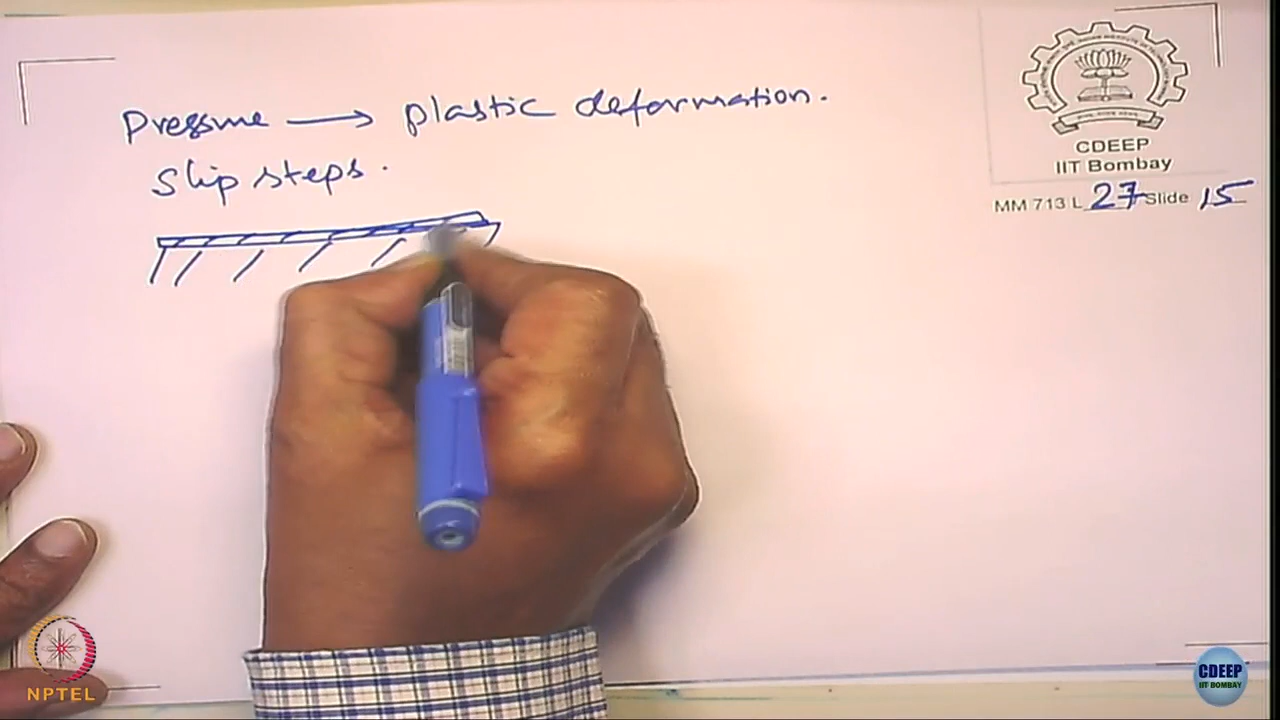 Pressure → plastic deformation.
Slip steps.
CDEEP
IIT Bombay
MM 713 L 27 Slide 15
NPTEL
CDEEP
IIT BOMBAY